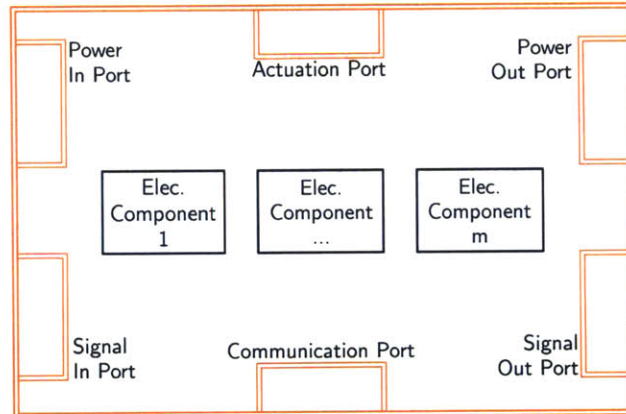 Power
In Port
Actuation Port
Power
Out Port
Elec.
Component
1
Elec.
Component
...
Elec.
Component
m
Signal
In Port
Communication Port
Signal
Out Port